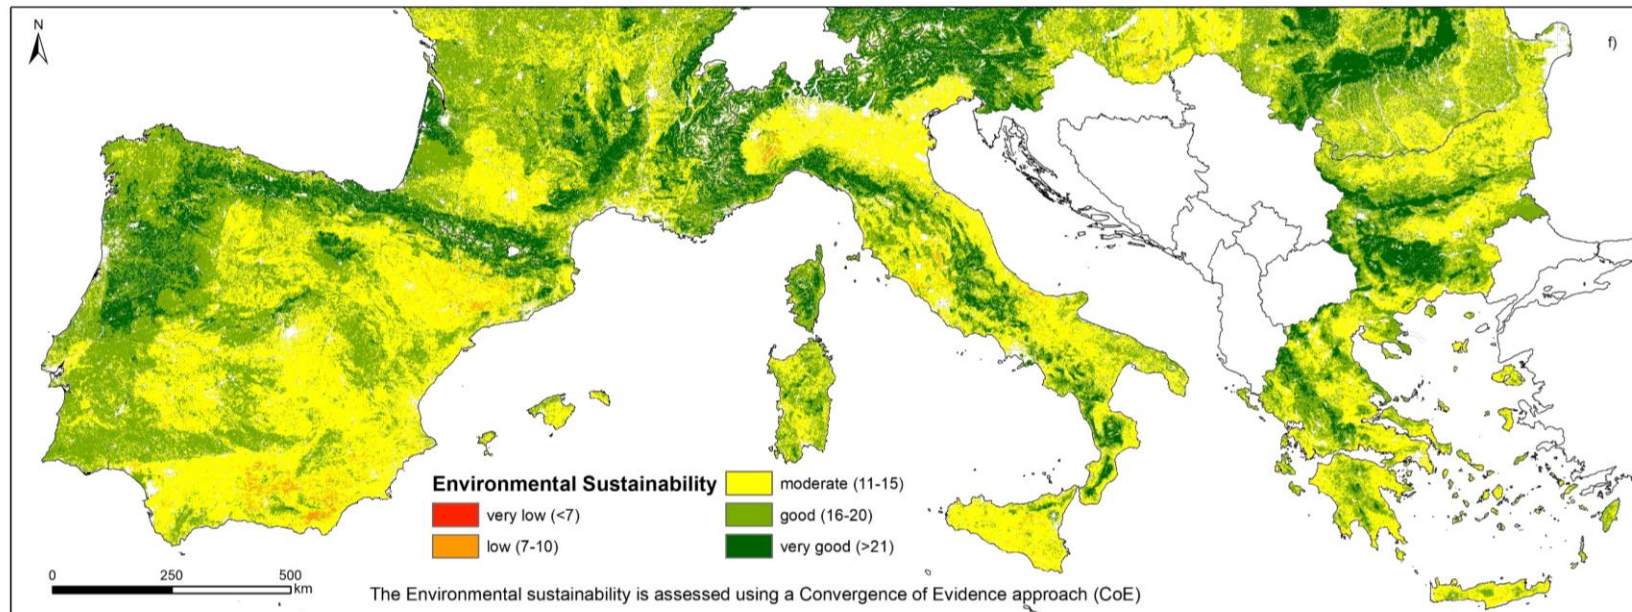 N
f)
Environmental Sustainability
very low (<7)
low (7-10)
moderate (11-15)
good (16-20)
very good (>21)
0 250 500
km
The Environmental sustainability is assessed using a Convergence of Evidence approach (CoE)